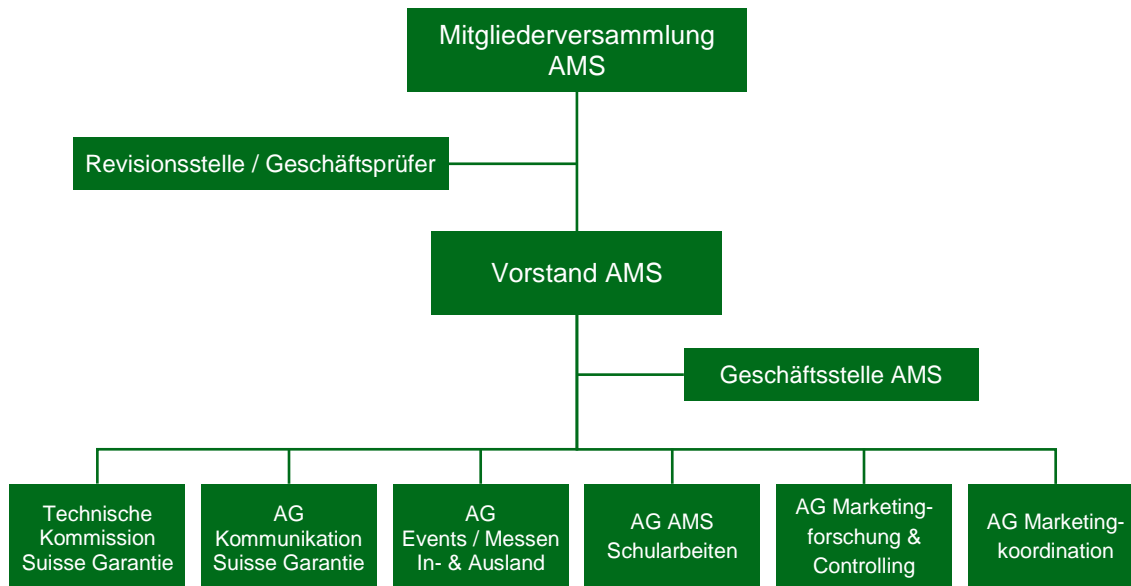 Mitgliederversammlung
AMS
Revisionsstelle / Geschäftsprüfer
Vorstand AMS
Geschäftsstelle AMS
Technische
Kommission
Suisse Garantie
AG
Kommunikation
Suisse Garantie
AG
Events / Messen
In- & Ausland
AG AMS
Schularbeiten
AG Marketing-
forschung &
Controlling
AG Marketing-
koordination